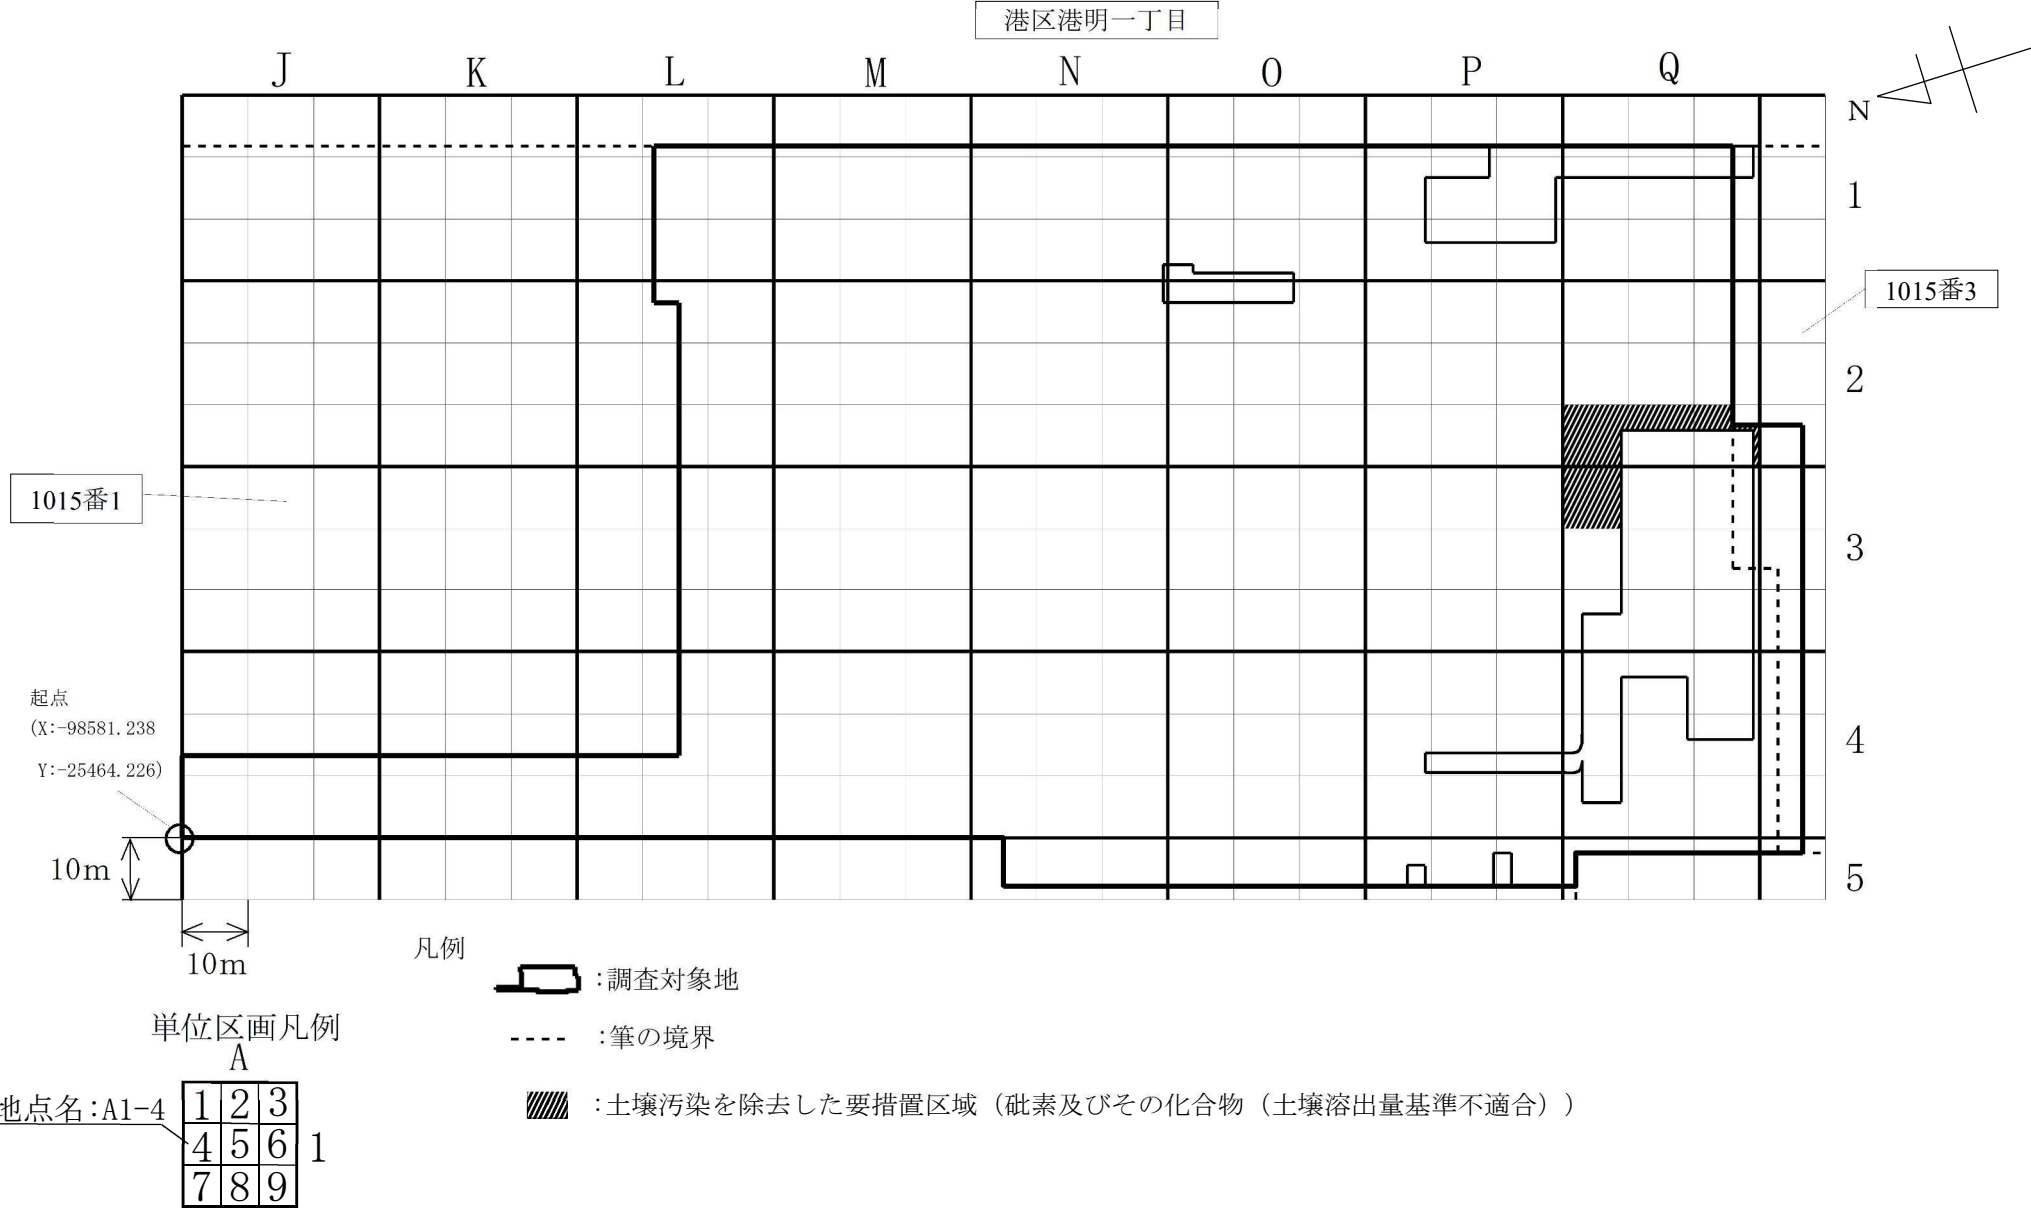 港区港明一丁目
J K L M N O P Q
N
1
1015番3
2
1015番1
3
起点
(X:-98581.238
Y:-25464.226)
4
10m
5
10m
凡例
:調査対象地
単位区画凡例
:筆の境界
A
地点名:A1-4
1 2 3
4 5 6 1
7 8 9
:土壌汚染を除去した要措置区域（砒素及びその化合物（土壌溶出量基準不適合））